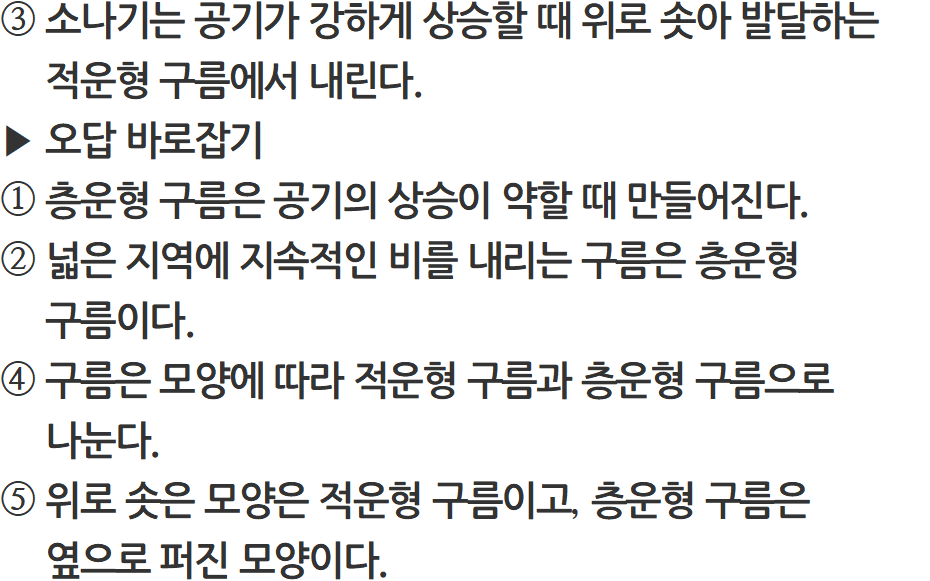 ③ 소나기는 공기가 강하게 상승할 때 위로 솟아 발달하는
적운형 구름에서 내린다.
▶ 오답 바로잡기
① 층운형 구름은 공기의 상승이 약할 때 만들어진다.
② 넓은 지역에 지속적인 비를 내리는 구름은 층운형
구름이다.
④ 구름은 모양에 따라 적운형 구름과 층운형 구름으로
나눈다.
⑤ 위로 솟은 모양은 적운형 구름이고, 층운형 구름은
옆으로 퍼진 모양이다.